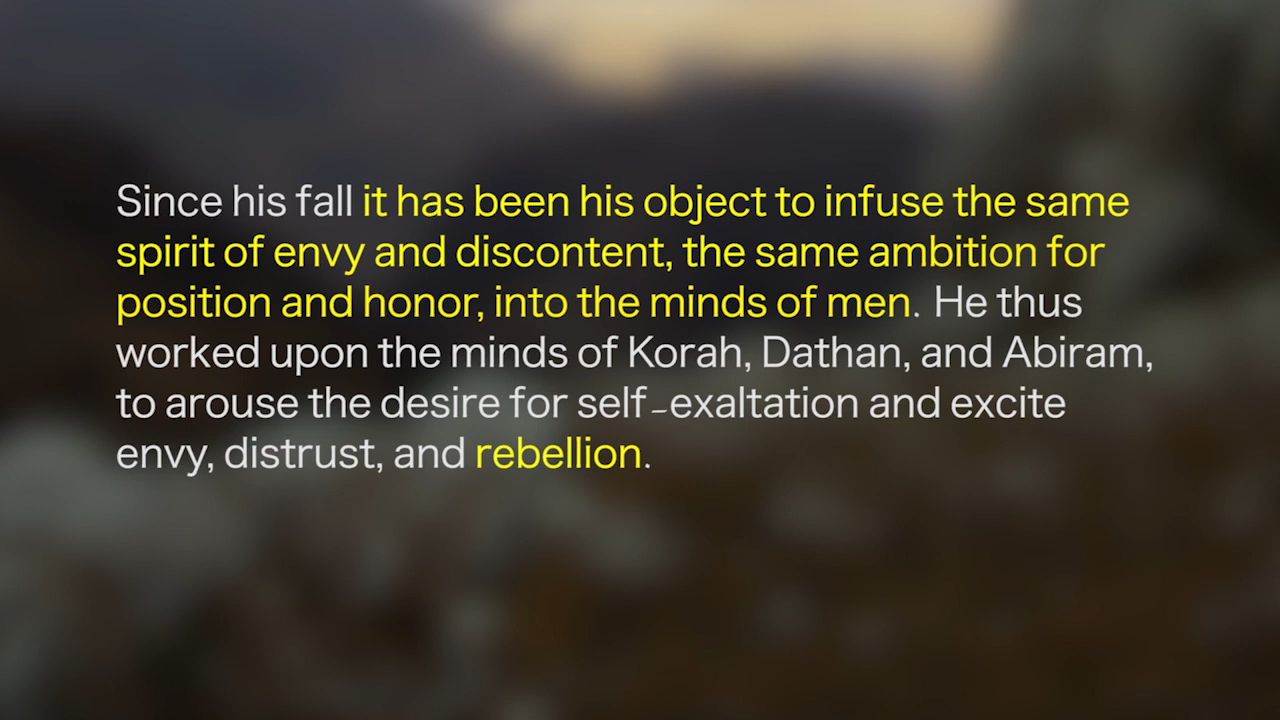 Since his fall it has been his object to infuse the same
spirit of envy and discontent, the same ambition for
position and honor, into the minds of men. He thus
worked upon the minds of Korah, Dathan, and Abiram,
to arouse the desire for self-exaltation and excite
envy, distrust, and rebellion.